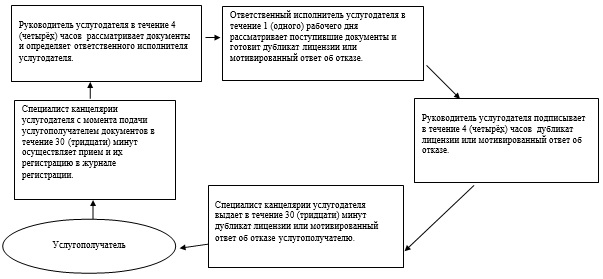 Руководитель услугодателя в течение 4
(четырёх) часов рассматривает документы
и определяет ответственного исполнителя
услугодателя.
Ответственный исполнитель услугодателя в
течение 1 (одного) рабочего дня
рассматривает поступившие документы и
готовит дубликат лицензии или
мотивированный ответ об отказе.
Руководитель услугодателя подписывает
в течение 4 (четырёх) часов дубликат
лицензии или мотивированный ответ об
отказе.
Специалист канцелярии
услугодателя с момента подачи
услугополучателем документов в
течение 30 (тридцати) минут
осуществляет прием и их
регистрацию в журнале
регистрации.
Специалист канцелярии услугодателя
выдает в течение 30 (тридцати) минут
дубликат лицензии или мотивированный
ответ об отказе услугополучателю.
Услугополучатель